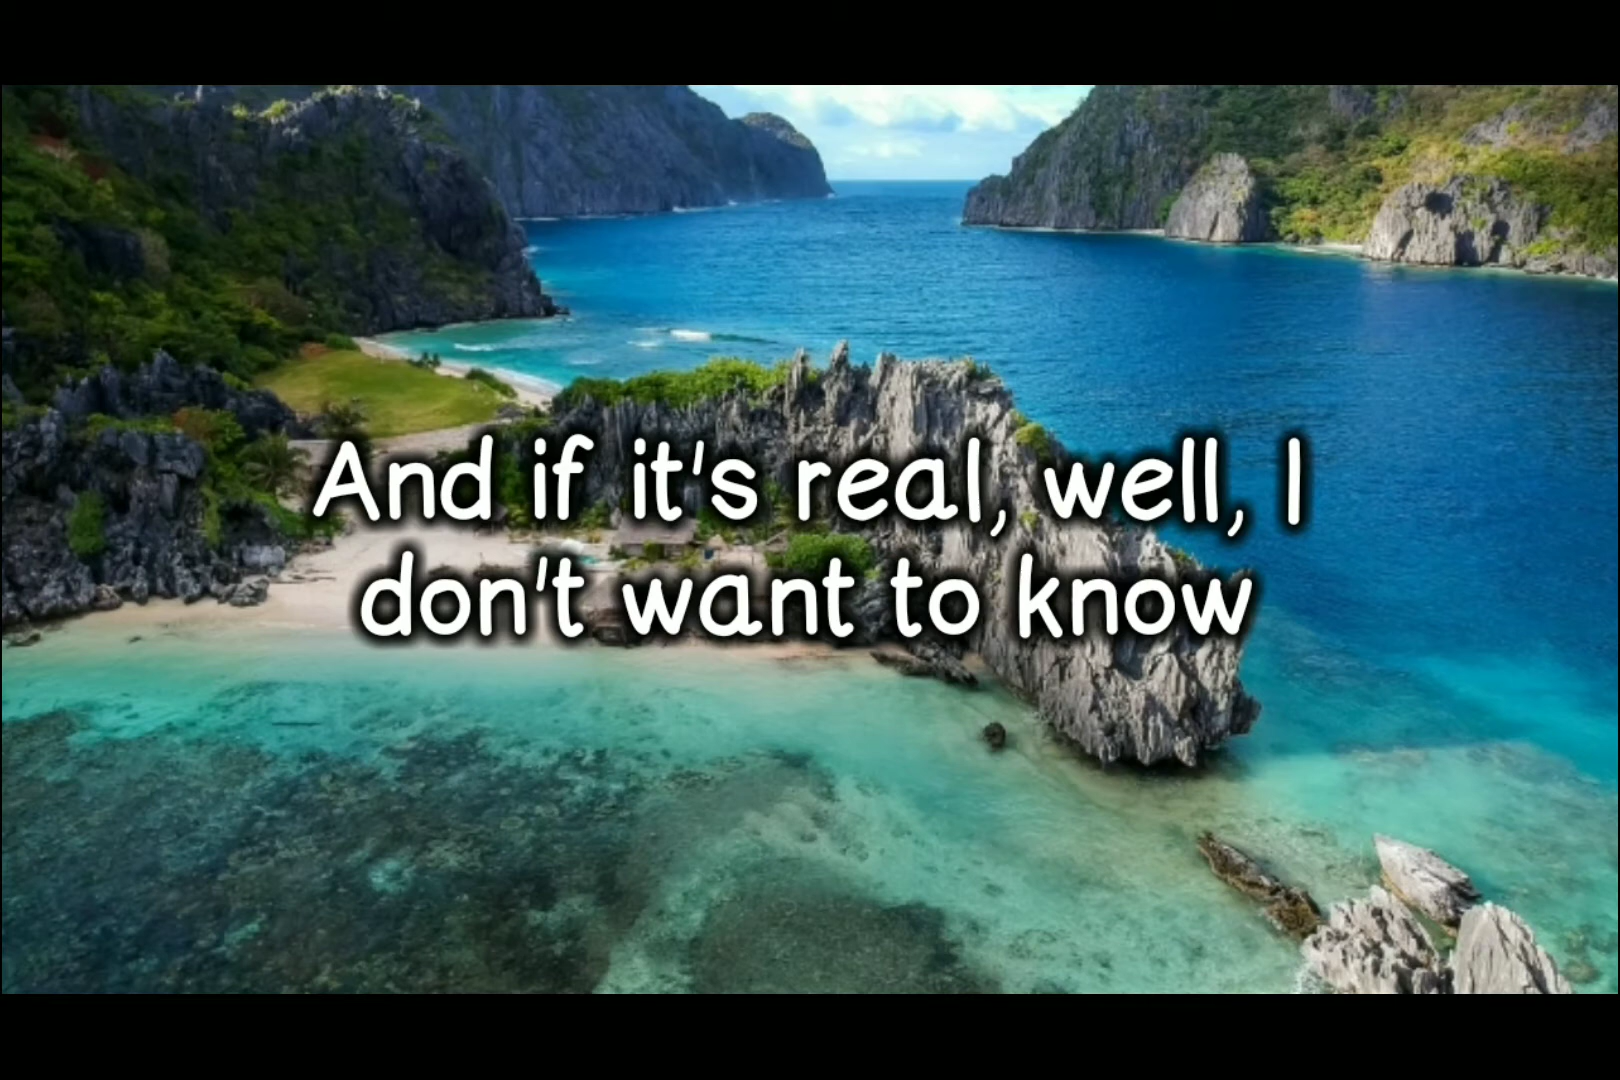 And if it's real, well, I
don't want to know